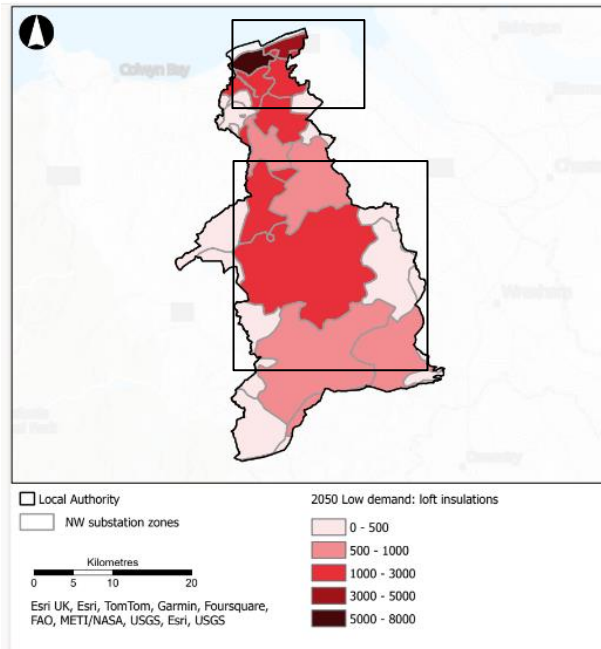 Colwyn Bay
Local Authority
NW substation zones
Kilometres
0 5 10 20
Esri UK, Esri, TomTom, Garmin, Foursquare,
FAO, METI/NASA, USGS, Esri, USGS
2050 Low demand: loft insulations
0 - 500
500 - 1000
1000 - 3000
3000 - 5000
5000 - 8000